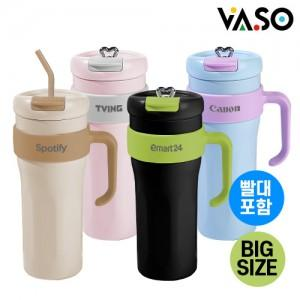 VASO
Spotify
TVING
emart24
Canon
빨대
포함
BIG
SIZE